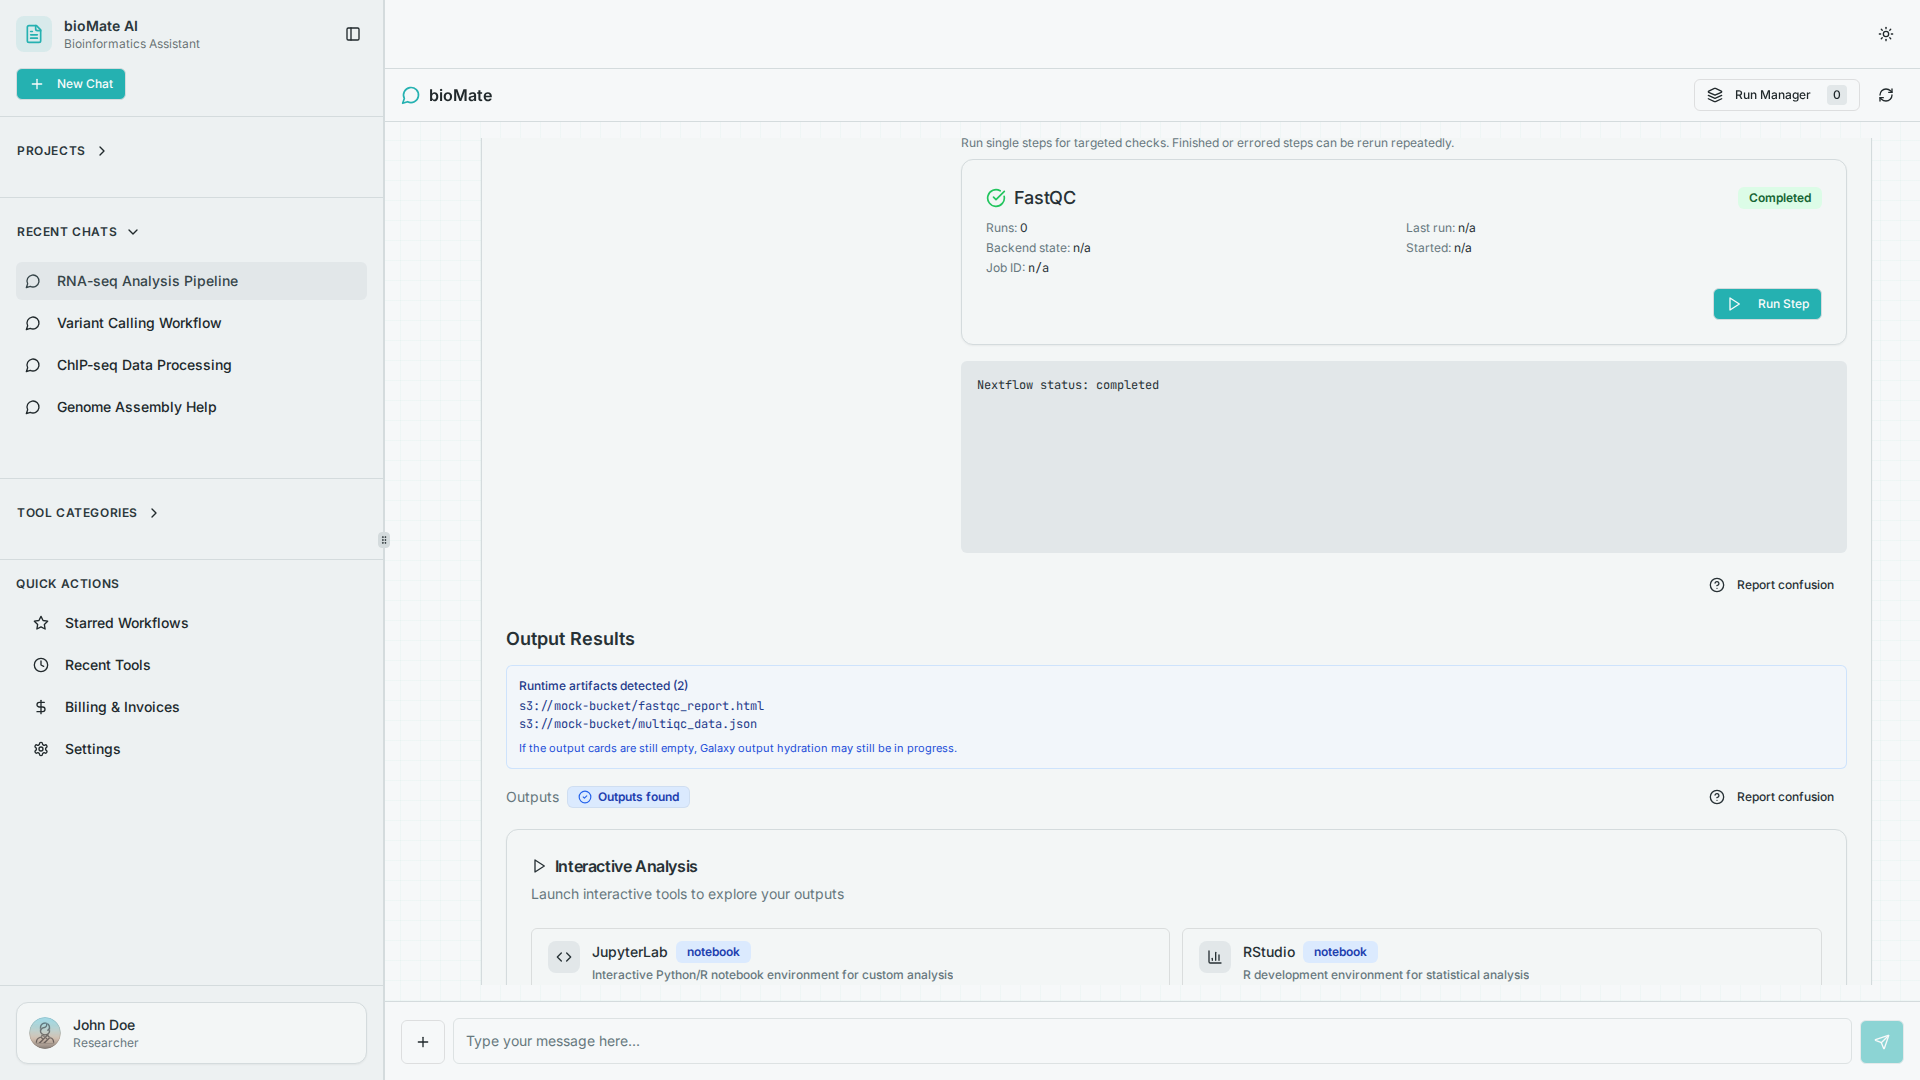 bioMate AI
Bioinformatics Assistant
New Chat
PROJECTS
RECENT CHATS
RNA-seq Analysis Pipeline
Variant Calling Workflow
ChIP-seq Data Processing
Genome Assembly Help
TOOL CATEGORIES
QUICK ACTIONS
Starred Workflows
Recent Tools
Billing & Invoices
Settings
John Doe
Researcher
bioMate
Run Manager 0
Run single steps for targeted checks. Finished or errored steps can be rerun repeatedly.
FastQC
Completed
Runs: 0
Last run: n/a
Backend state: n/a
Started: n/a
Job ID: n/a
Run Step
Nextflow status: completed
Report confusion
Output Results
Runtime artifacts detected (2)
s3://mock-bucket/fastqc_report.html
s3://mock-bucket/multiqc_data.json
If the output cards are still empty, Galaxy output hydration may still be in progress.
Outputs
Outputs found
Report confusion
Interactive Analysis
Launch interactive tools to explore your outputs
JupyterLab notebook
Interactive Python/R notebook environment for custom analysis
RStudio notebook
R development environment for statistical analysis
Type your message here...